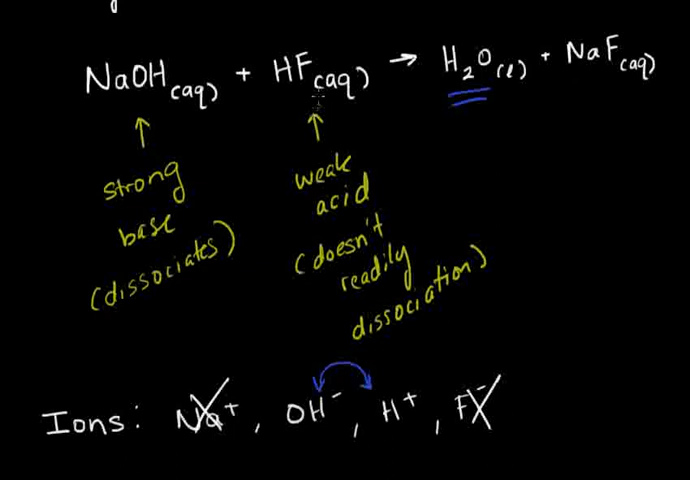 NaOH(aq) + HF(aq) → H₂O(l) + NaF(aq)
↑ ↑
strong
base
(dissociates)
weak
acid
(doesn't
readily
dissociation)
Ions: Na⁺, OH⁻, H⁺, F⁻